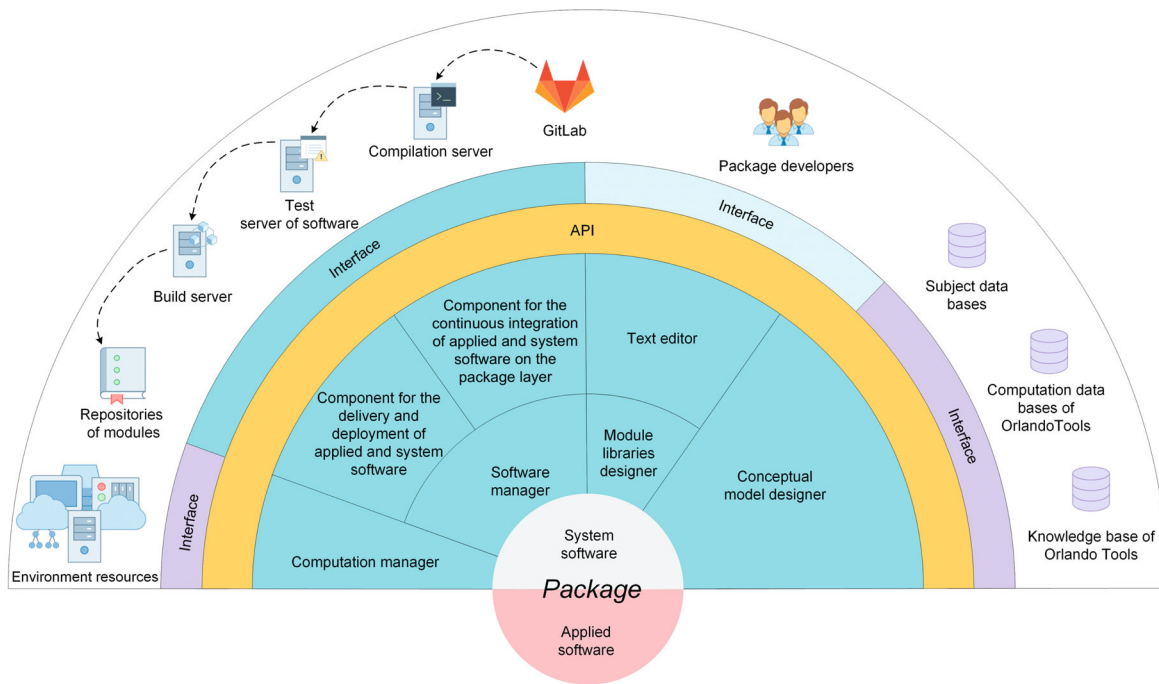 GitLab
Compilation server
Package developers
Test
server of software
Interface
Interface
API
Build server
Subject data
bases
Component for the
continuous integration
of applied and system
software on the
package layer
Text editor
Repositories
of modules
Component for the
delivery and
deployment of
applied and system
software
Computation data
bases of
OrlandoTools
Interface
Module
libraries
designer
Software
manager
Conceptual
model designer
Interface
System
software
Knowledge base of
Orlando Tools
Computation manager
Environment resources
Package
Applied
software